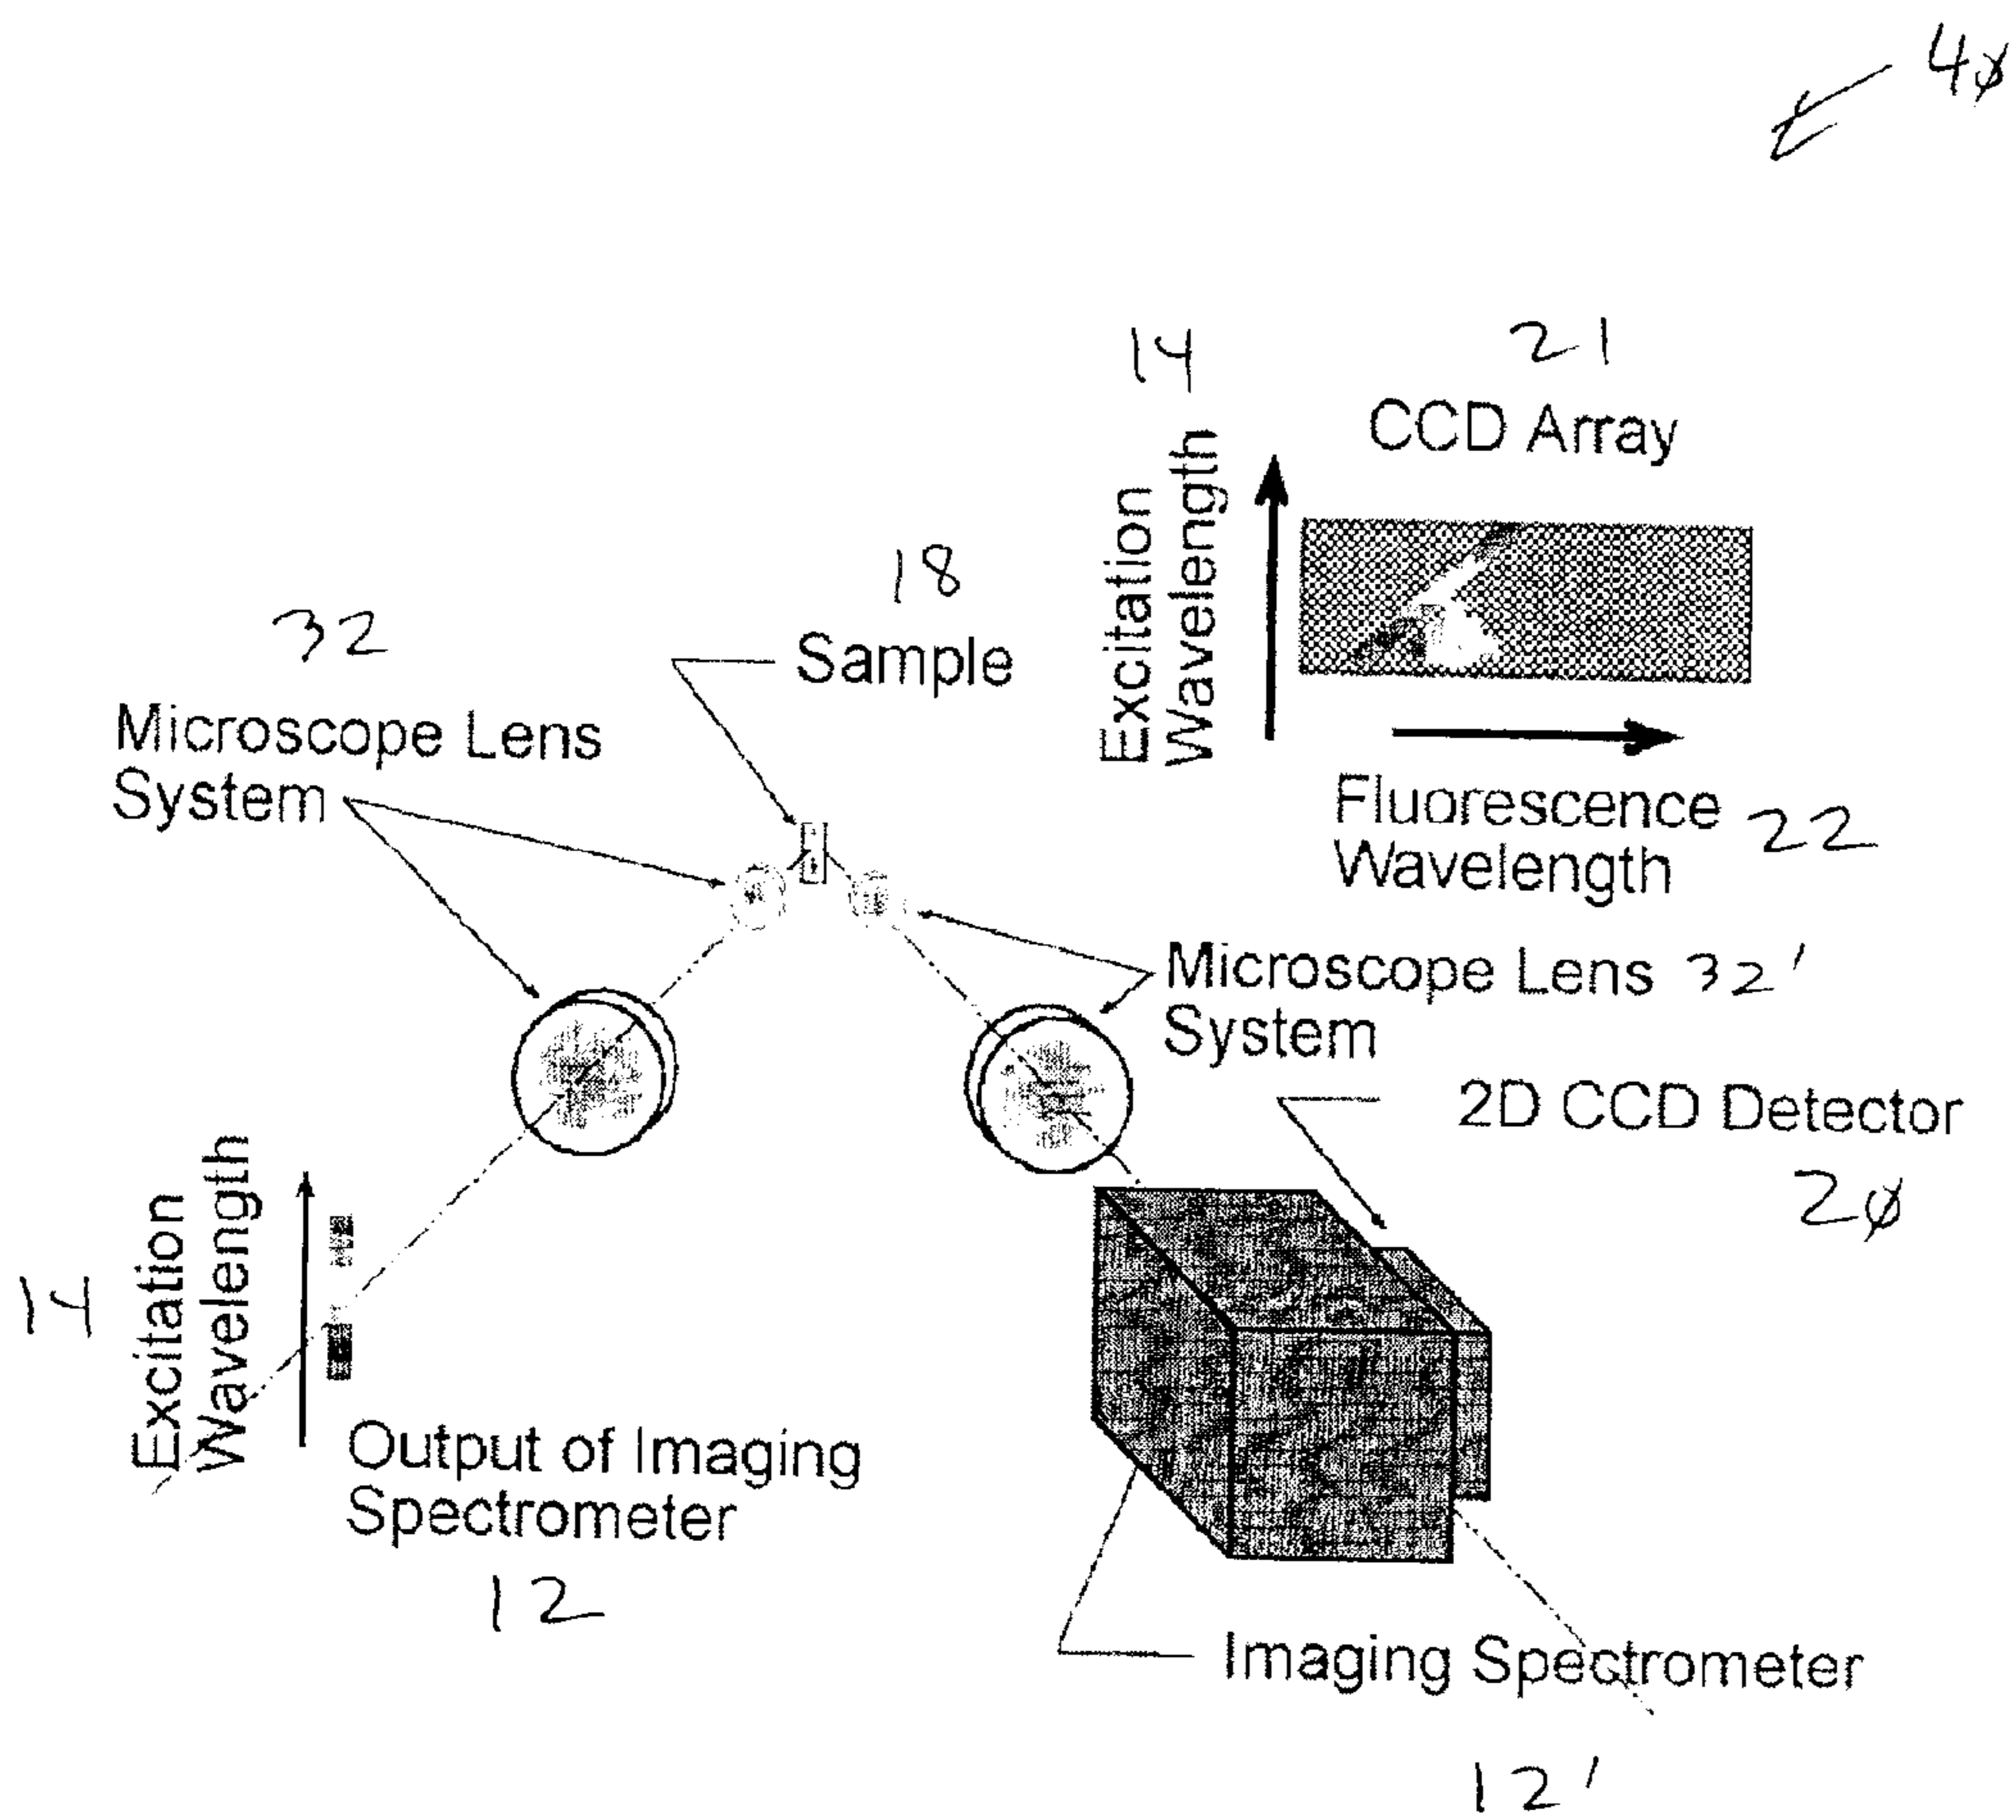 40
14
21
CCD Array
Excitation
Wavelength
18
Sample
32
Microscope Lens
System
Fluorescence 22
Wavelength
Microscope Lens 32'
System
2D CCD Detector
20
14
Excitation
Wavelength
Output of Imaging
Spectrometer
12
Imaging Spectrometer
12'